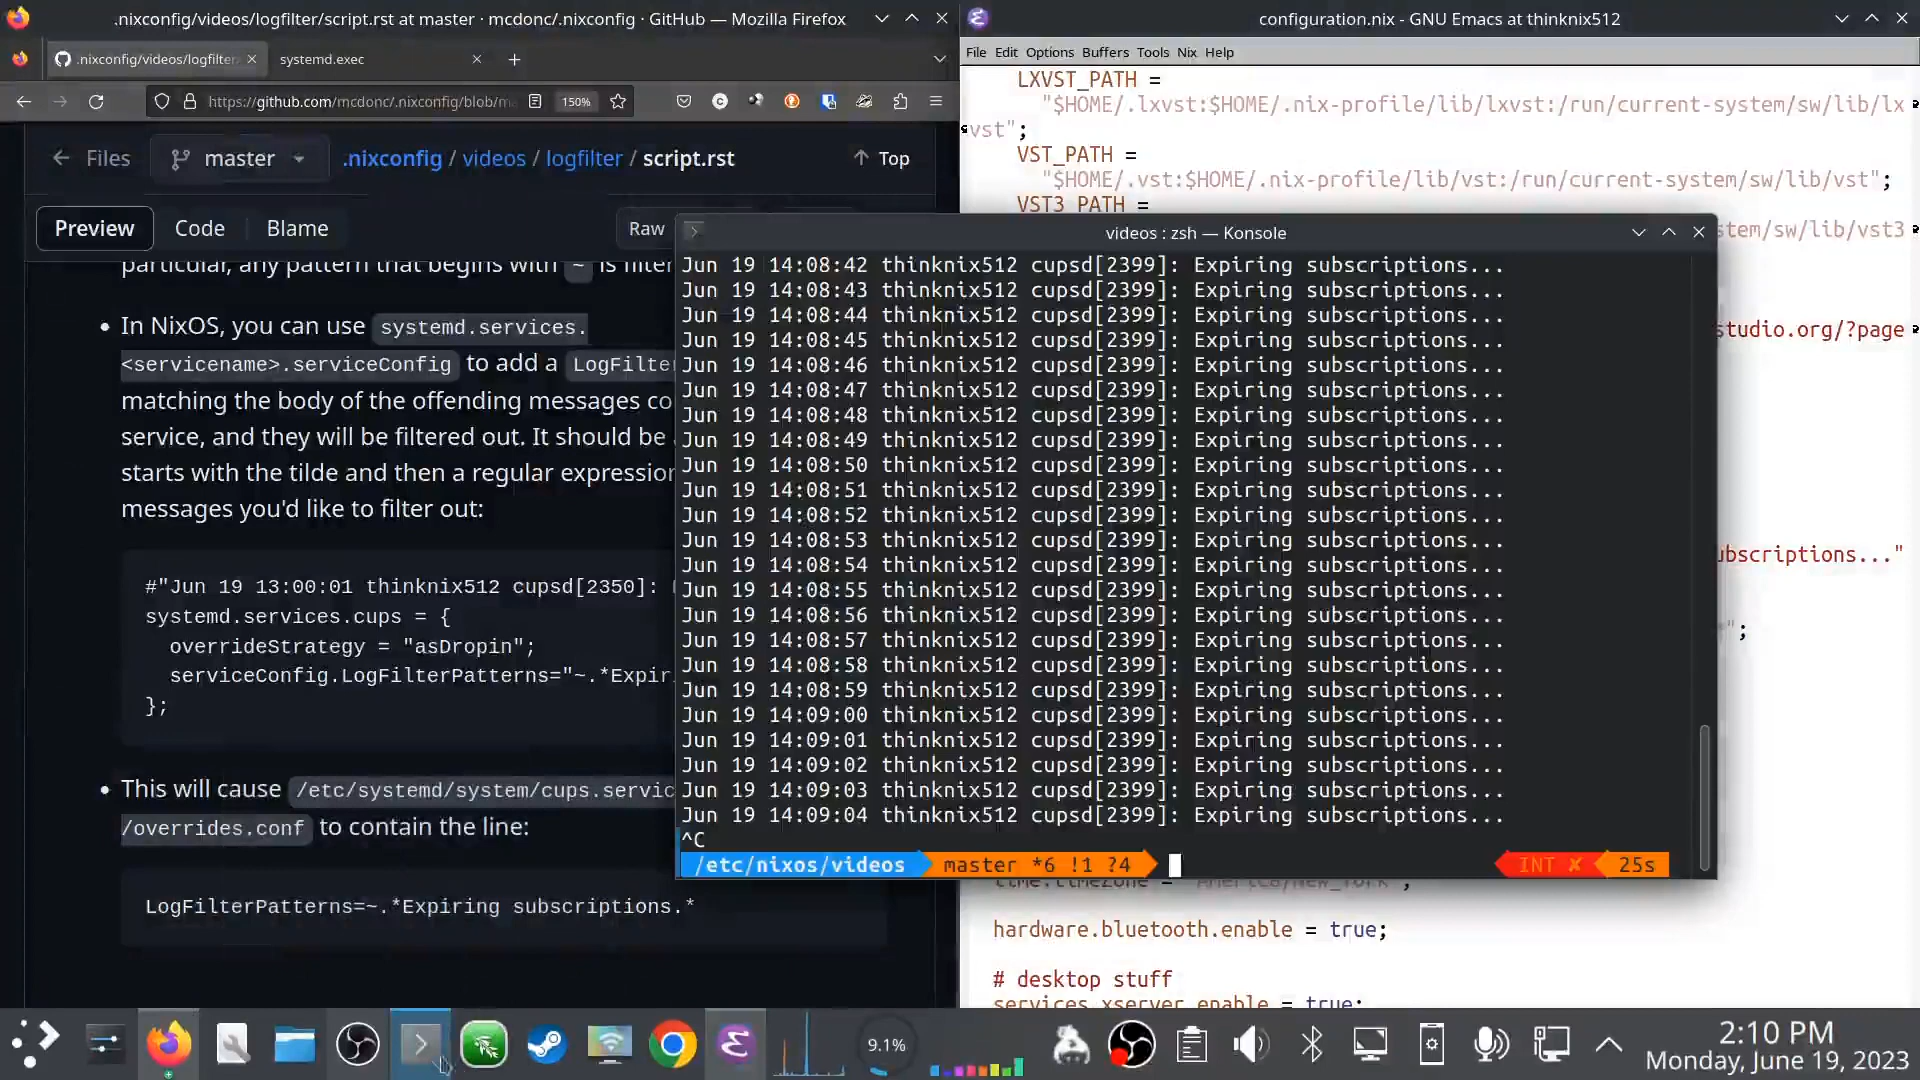 .nixconfig/videos/logfilter/script.rst at master · mcdonc/.nixconfig · GitHub — Mozilla Firefox
.nixconfig/videos/logfilter
systemd.exec
https://github.com/mcdonc/.nixconfig/blob/m
150%
Files
master
.nixconfig / videos / logfilter / script.rst
Top
Preview
Code
Blame
Raw
particular, any pattern that begins with ~ is filter
In NixOS, you can use systemd.services.
<servicename>.serviceConfig to add a LogFilter
matching the body of the offending messages co
service, and they will be filtered out. It should be
starts with the tilde and then a regular expression
messages you'd like to filter out:
#"Jun 19 13:00:01 thinknix512 cupsd[2350]:
systemd.services.cups = {
overrideStrategy = "asDropin";
serviceConfig.LogFilterPatterns="~.*Expir
};
This will cause /etc/systemd/system/cups.servic
/overrides.conf to contain the line:
LogFilterPatterns=~.*Expiring subscriptions.*
configuration.nix - GNU Emacs at thinknix512
File Edit Options Buffers Tools Nix Help
LXVST_PATH =
"$HOME/.lxvst:$HOME/.nix-profile/lib/lxvst:/run/current-system/sw/lib/lx
vst";
VST_PATH =
"$HOME/.vst:$HOME/.nix-profile/lib/vst:/run/current-system/sw/lib/vst";
VST3_PATH =
stem/sw/lib/vst3
studio.org/?page
ubscriptions..."
";
time.timeZone = "America/New_York";
hardware.bluetooth.enable = true;
# desktop stuff
services.xserver.enable = true;
videos : zsh — Konsole
Jun 19 14:08:42 thinknix512 cupsd[2399]: Expiring subscriptions...
Jun 19 14:08:43 thinknix512 cupsd[2399]: Expiring subscriptions...
Jun 19 14:08:44 thinknix512 cupsd[2399]: Expiring subscriptions...
Jun 19 14:08:45 thinknix512 cupsd[2399]: Expiring subscriptions...
Jun 19 14:08:46 thinknix512 cupsd[2399]: Expiring subscriptions...
Jun 19 14:08:47 thinknix512 cupsd[2399]: Expiring subscriptions...
Jun 19 14:08:48 thinknix512 cupsd[2399]: Expiring subscriptions...
Jun 19 14:08:49 thinknix512 cupsd[2399]: Expiring subscriptions...
Jun 19 14:08:50 thinknix512 cupsd[2399]: Expiring subscriptions...
Jun 19 14:08:51 thinknix512 cupsd[2399]: Expiring subscriptions...
Jun 19 14:08:52 thinknix512 cupsd[2399]: Expiring subscriptions...
Jun 19 14:08:53 thinknix512 cupsd[2399]: Expiring subscriptions...
Jun 19 14:08:54 thinknix512 cupsd[2399]: Expiring subscriptions...
Jun 19 14:08:55 thinknix512 cupsd[2399]: Expiring subscriptions...
Jun 19 14:08:56 thinknix512 cupsd[2399]: Expiring subscriptions...
Jun 19 14:08:57 thinknix512 cupsd[2399]: Expiring subscriptions...
Jun 19 14:08:58 thinknix512 cupsd[2399]: Expiring subscriptions...
Jun 19 14:08:59 thinknix512 cupsd[2399]: Expiring subscriptions...
Jun 19 14:09:00 thinknix512 cupsd[2399]: Expiring subscriptions...
Jun 19 14:09:01 thinknix512 cupsd[2399]: Expiring subscriptions...
Jun 19 14:09:02 thinknix512 cupsd[2399]: Expiring subscriptions...
Jun 19 14:09:03 thinknix512 cupsd[2399]: Expiring subscriptions...
Jun 19 14:09:04 thinknix512 cupsd[2399]: Expiring subscriptions...
^C
/etc/nixos/videos master *6 !1 ?4 INT ✘ 25s
9.1%
2:10 PM
Monday, June 19, 2023